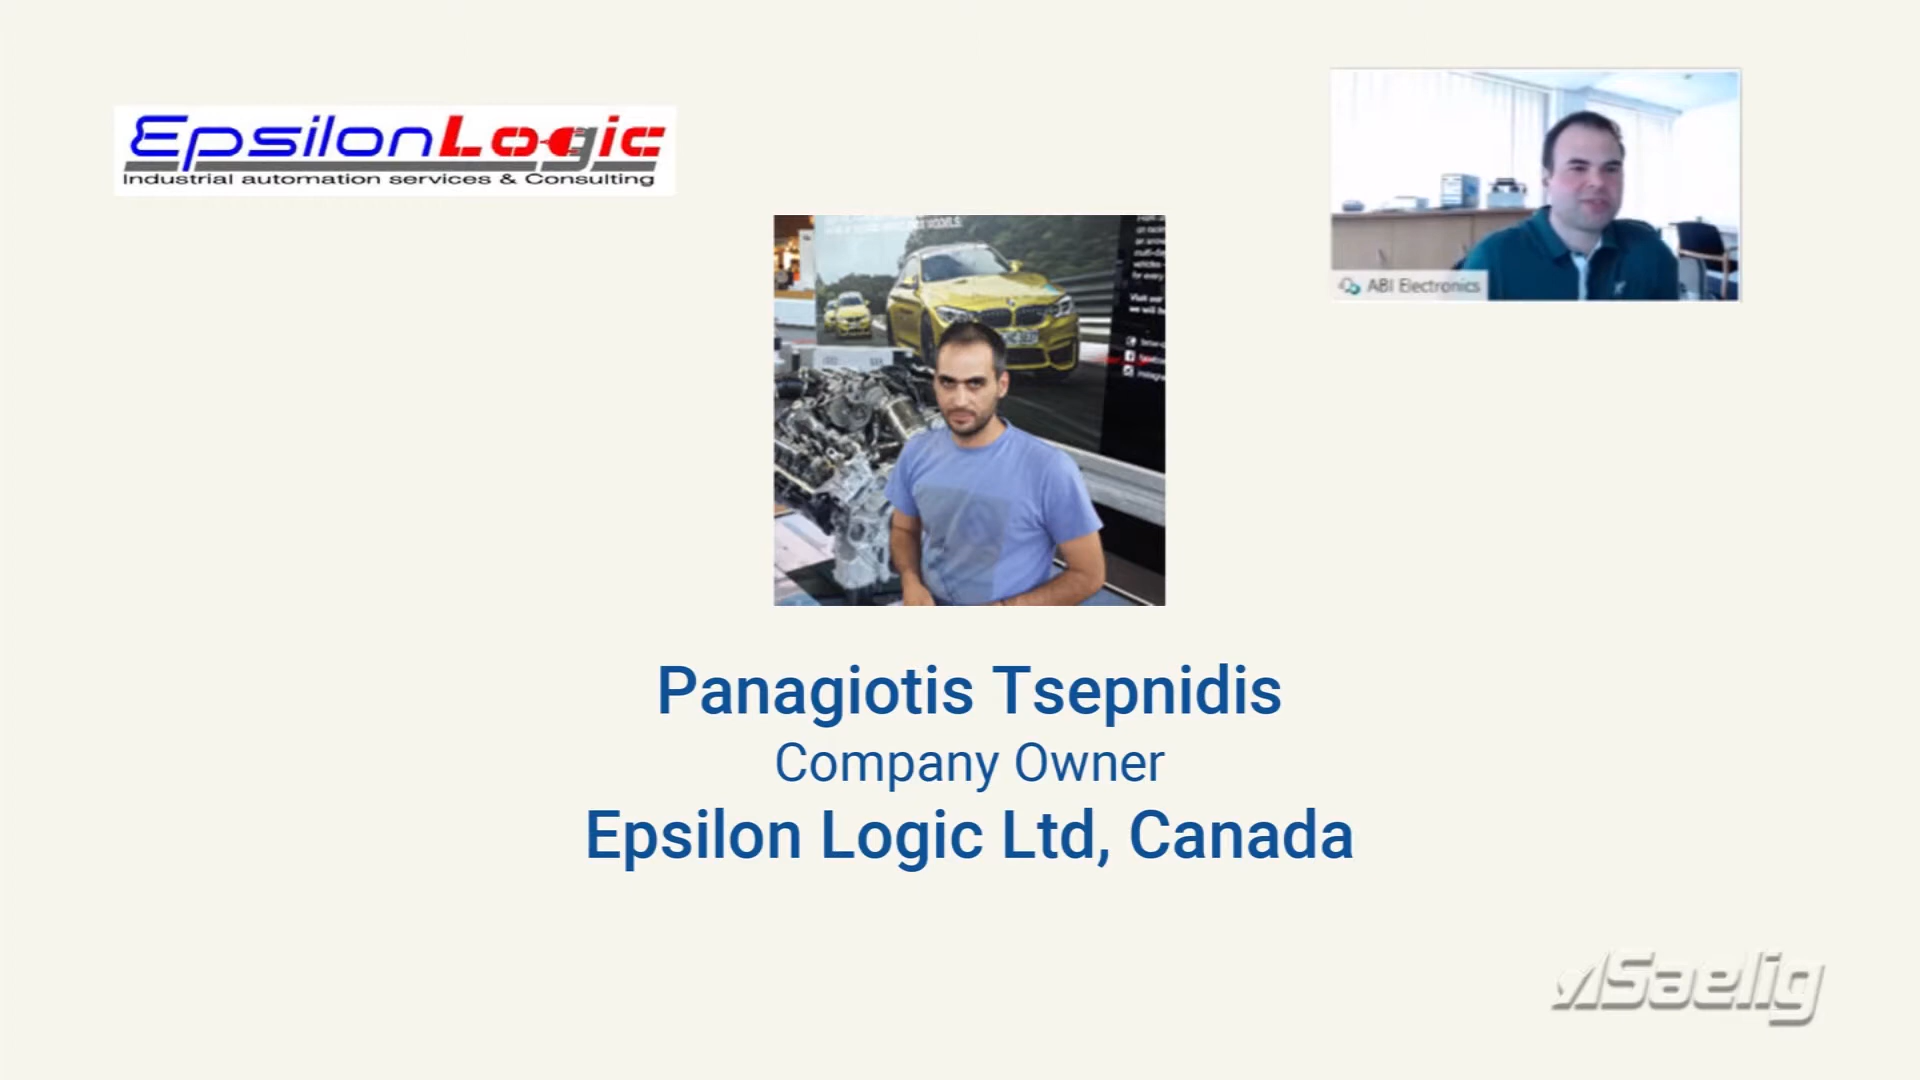 EpsilonLogic
Industrial automation services & Consulting
ABI Electronics
Panagiotis Tsepnidis
Company Owner
Epsilon Logic Ltd, Canada
Saelig